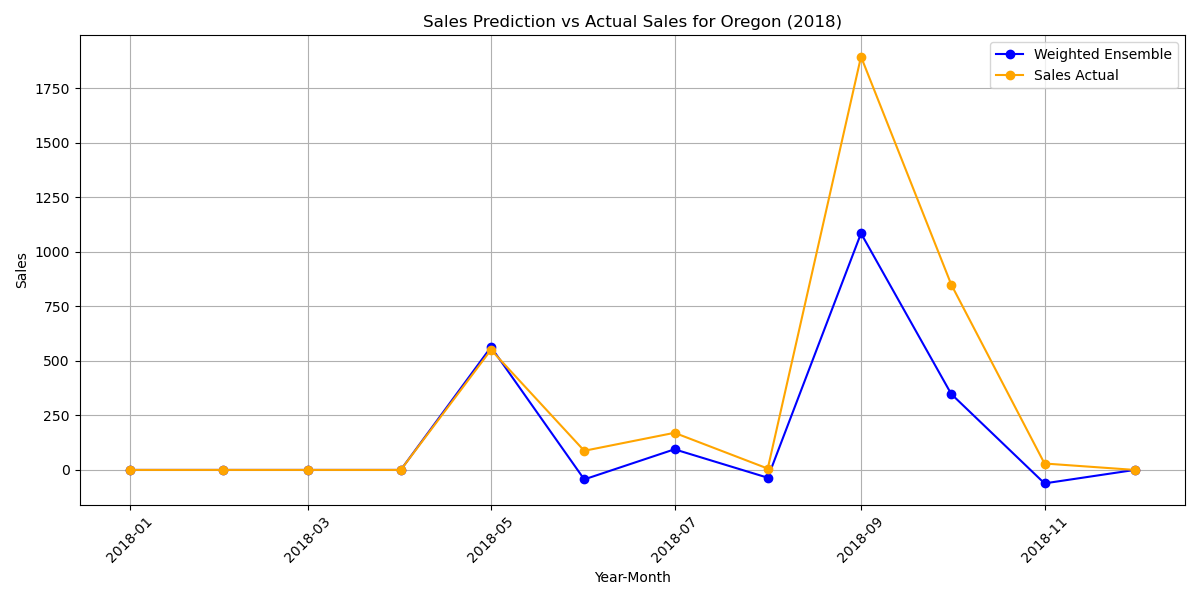 Sales Prediction vs Actual Sales for Oregon (2018)
Weighted Ensemble
Sales Actual
Sales
1750
1500
1250
1000
750
500
250
0
2018-01
2018-03
2018-05
2018-07
2018-09
2018-11
Year-Month